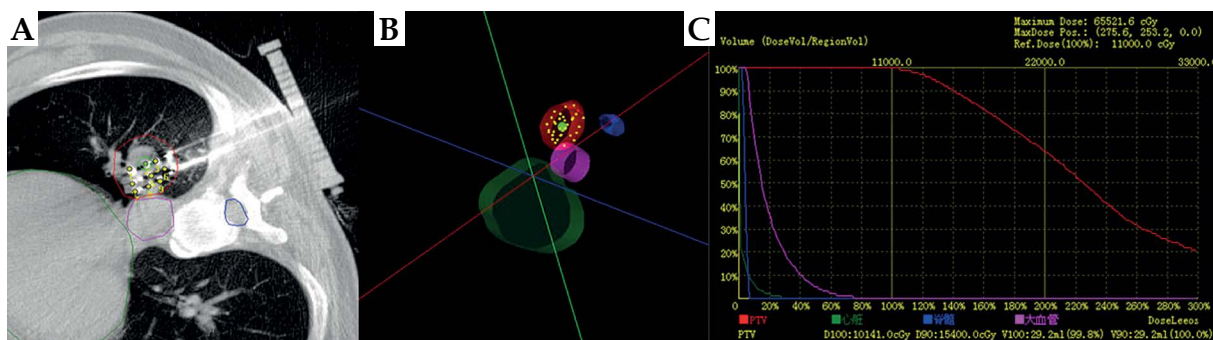 A
B
C
Maximum Dose: 65521.6 cGy
MaxDose Pos.: (275.6, 253.2, 0.0)
Ref.Dose(100%): 11000.0 cGy
Volume (DoseVol/RegionVol)
11000.0 22000.0 33000.
100%
90%
80%
70%
60%
50%
40%
30%
20%
10%
0% 20% 40% 60% 80% 100% 120% 140% 160% 180% 200% 220% 240% 260% 280% 300%
PTV 心脏 脊髓 大血管 DoseLeeos
PTV D100:10141.0cGy D90:15400.0cGy V100:29.2ml(99.8%) V90:29.2ml(100.0%)